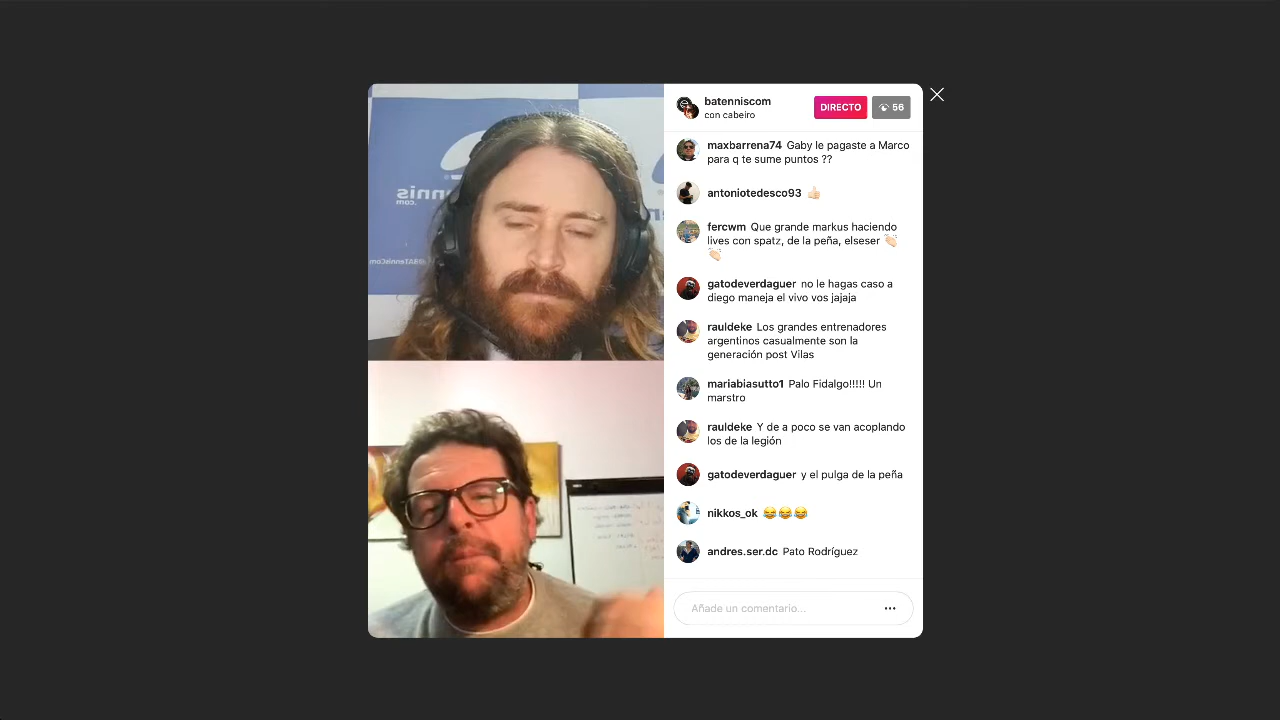 batenniscom
con cabeiro
DIRECTO
56
maxbarrena74 Gaby le pagaste a Marco
para q te sume puntos ??
antoniotedesco93 👍🏻
fercwm Que grande markus haciendo
lives con spatz, de la peña, elseser 👏🏻
👏🏻
gatodeverdaguer no le hagas caso a
diego maneja el vivo vos jajaja
rauldeke Los grandes entrenadores
argentinos casualmente son la
generación post Vilas
mariabiasutto1 Palo Fidalgo!!!!! Un
marstro
rauldeke Y de a poco se van acoplando
los de la legión
gatodeverdaguer y el pulga de la peña
nikkos_ok 😂😂😂
andres.ser.dc Pato Rodríguez
Añade un comentario...
nnis
.com
@BATennisCom